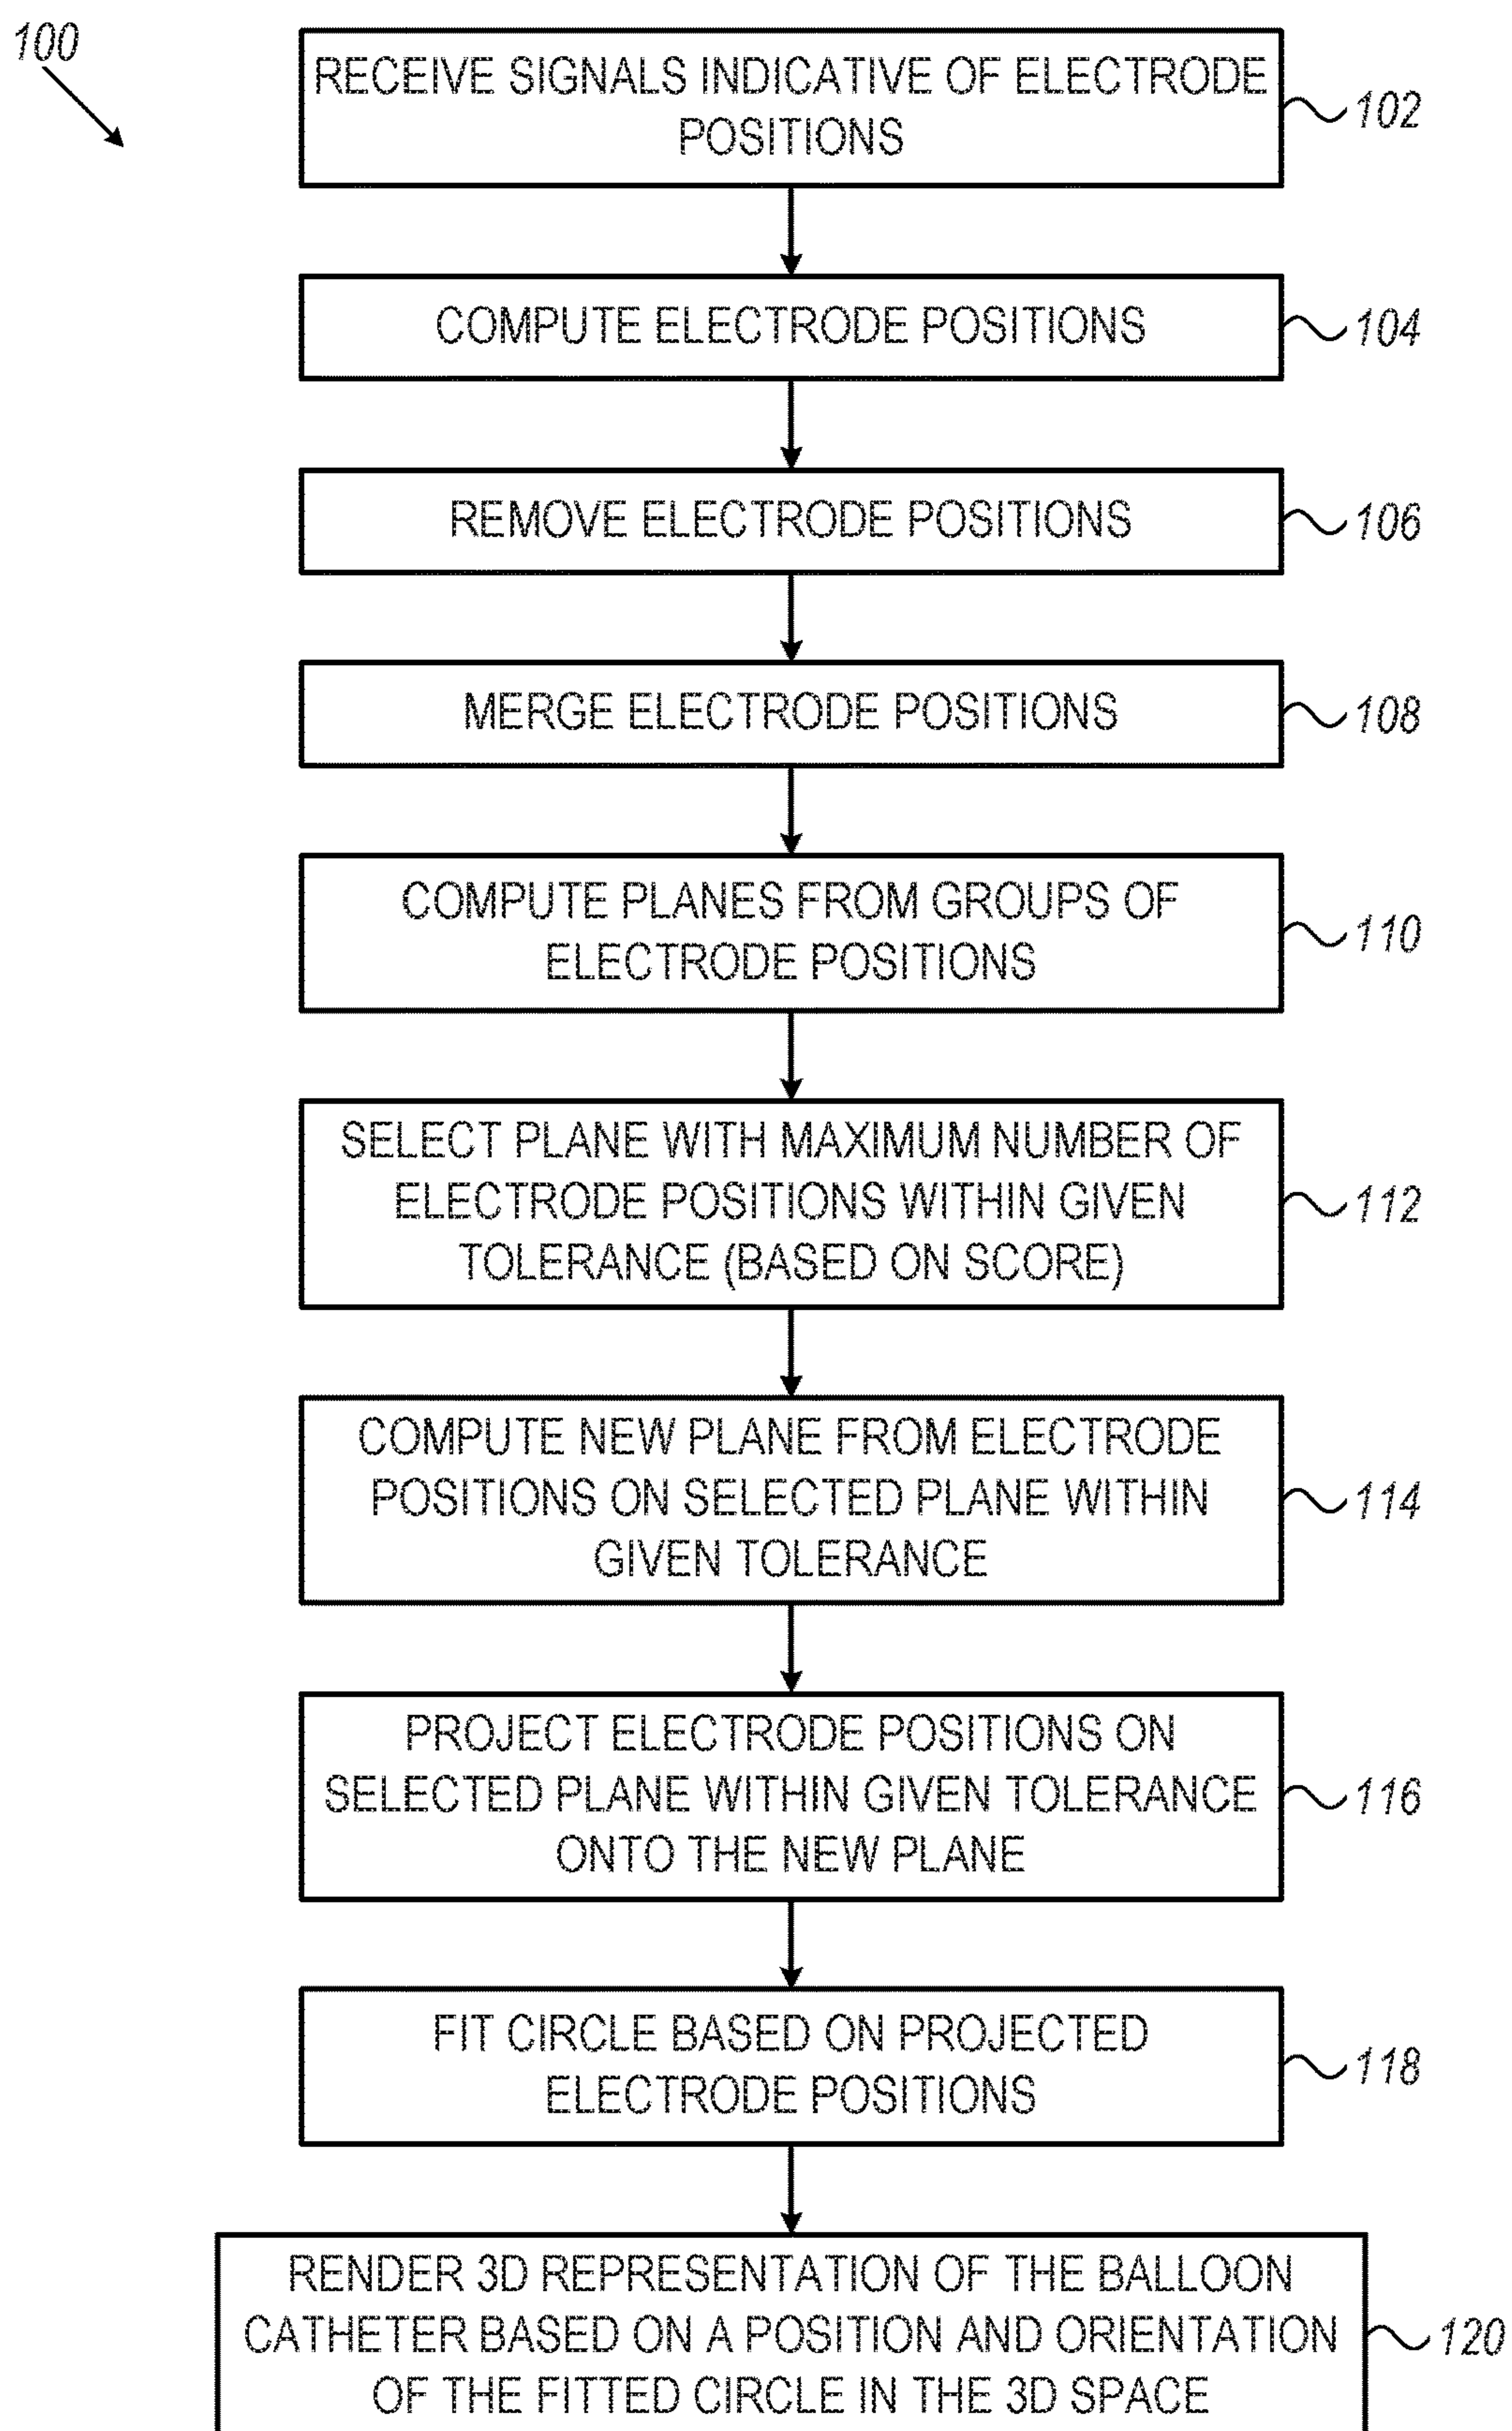 100
RECEIVE SIGNALS INDICATIVE OF ELECTRODE
POSITIONS
102
COMPUTE ELECTRODE POSITIONS
104
REMOVE ELECTRODE POSITIONS
106
MERGE ELECTRODE POSITIONS
108
COMPUTE PLANES FROM GROUPS OF
ELECTRODE POSITIONS
110
SELECT PLANE WITH MAXIMUM NUMBER OF
ELECTRODE POSITIONS WITHIN GIVEN
TOLERANCE (BASED ON SCORE)
112
COMPUTE NEW PLANE FROM ELECTRODE
POSITIONS ON SELECTED PLANE WITHIN
GIVEN TOLERANCE
114
PROJECT ELECTRODE POSITIONS ON
SELECTED PLANE WITHIN GIVEN TOLERANCE
ONTO THE NEW PLANE
116
FIT CIRCLE BASED ON PROJECTED
ELECTRODE POSITIONS
118
RENDER 3D REPRESENTATION OF THE BALLOON
CATHETER BASED ON A POSITION AND ORIENTATION
OF THE FITTED CIRCLE IN THE 3D SPACE
120